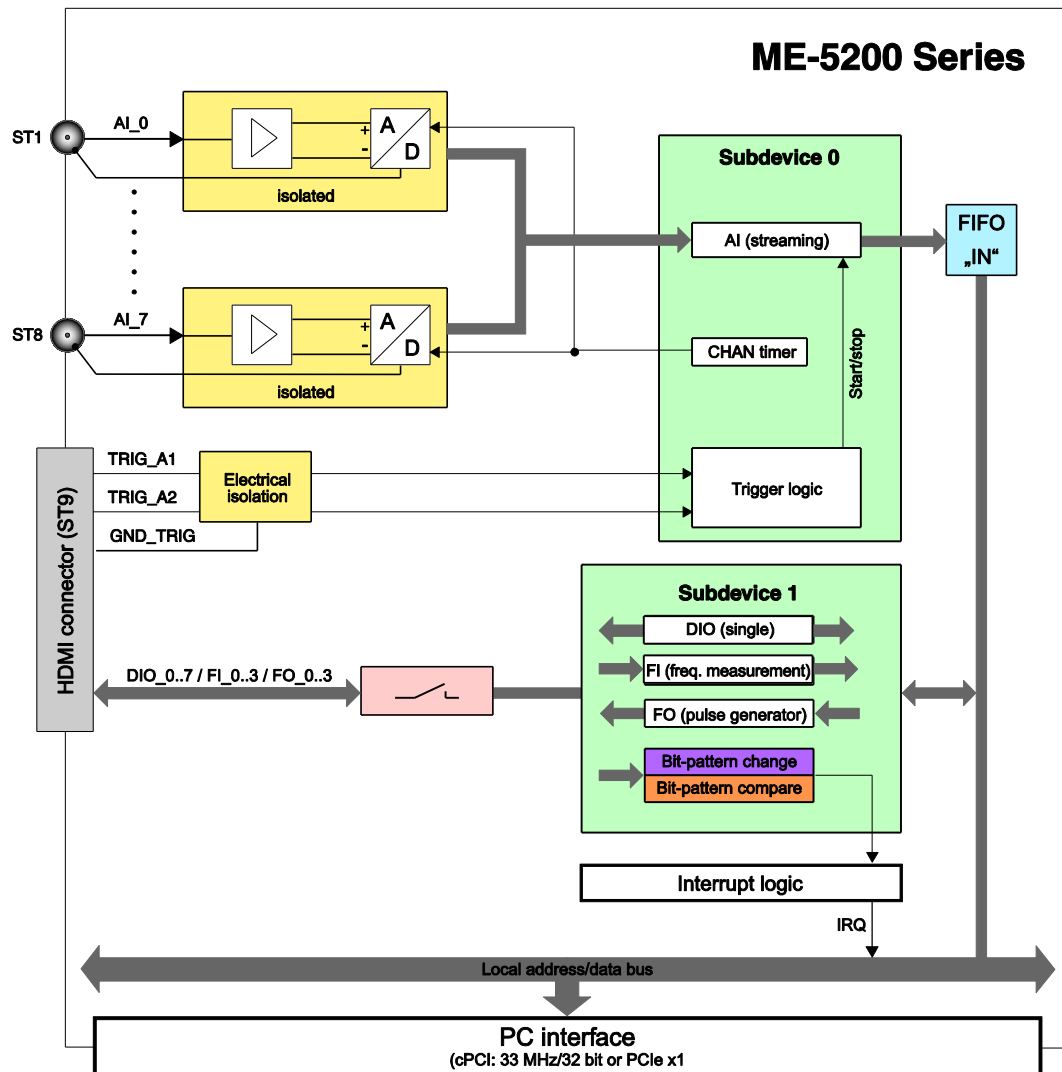 ME-5200 Series
ST1
AI_0
A
+
-
D
isolated
ST8
AI_7
A
+
-
D
isolated
Subdevice 0
AI (streaming)
CHAN timer
Start/stop
Trigger logic
FIFO
„IN“
HDMI connector (ST9)
TRIG_A1
TRIG_A2
GND_TRIG
Electrical
isolation
Subdevice 1
DIO (single)
FI (freq. measurement)
FO (pulse generator)
Bit-pattern change
Bit-pattern compare
DIO_0..7 / FI_0..3 / FO_0..3
Interrupt logic
IRQ
Local address/data bus
PC interface
(cPCI: 33 MHz/32 bit or PCIe x1